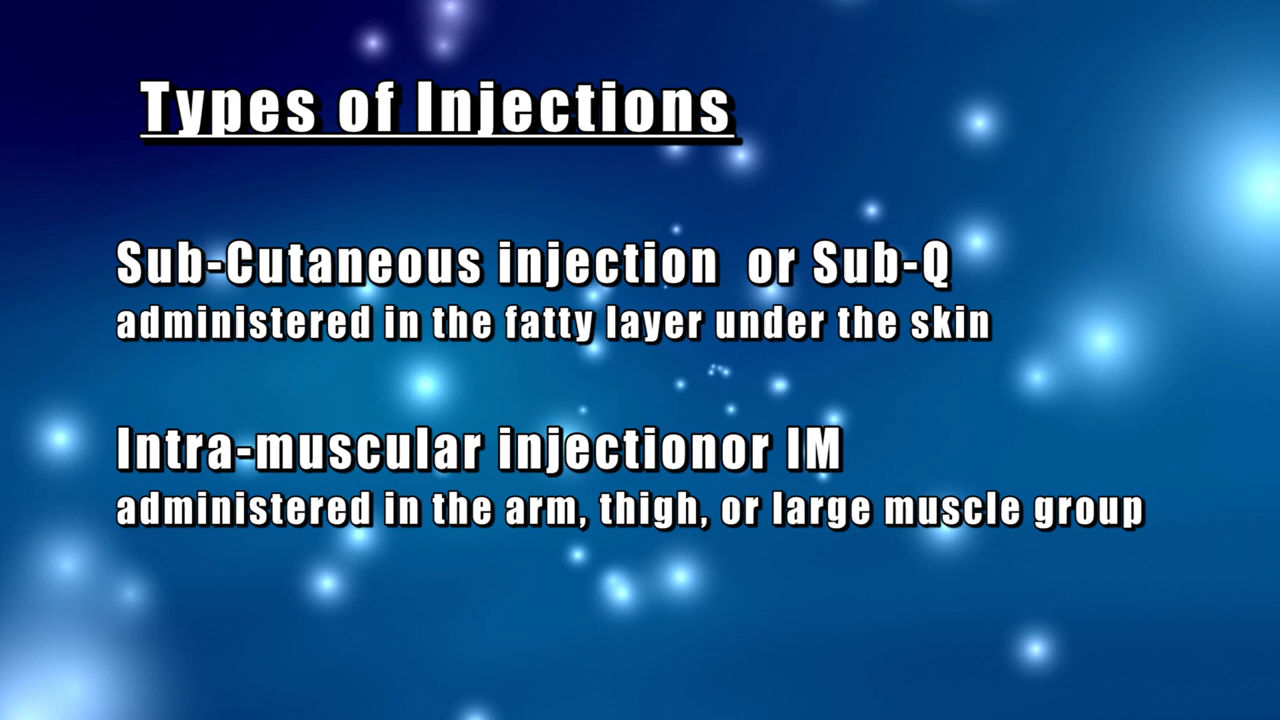 Types of Injections
Sub-Cutaneous injection  or Sub-Q
administered in the fatty layer under the skin
Intra-muscular injectionor IM
administered in the arm, thigh, or large muscle group